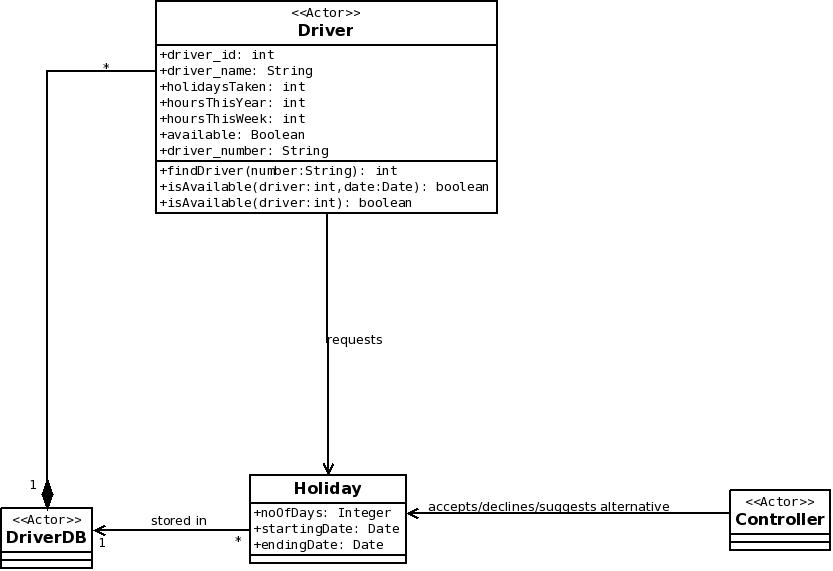 <<Actor>>
Driver
+driver_id: int
+driver_name: String
+holidaysTaken: int
+hoursThisYear: int
+hoursThisWeek: int
+available: Boolean
+driver_number: String
+findDriver(number:String): int
+isAvailable(driver:int,date:Date): boolean
+isAvailable(driver:int): boolean
*
requests
1
<<Actor>>
DriverDB
stored in
1
*
Holiday
+noOfDays: Integer
+startingDate: Date
+endingDate: Date
accepts/declines/suggests alternative
<<Actor>>
Controller